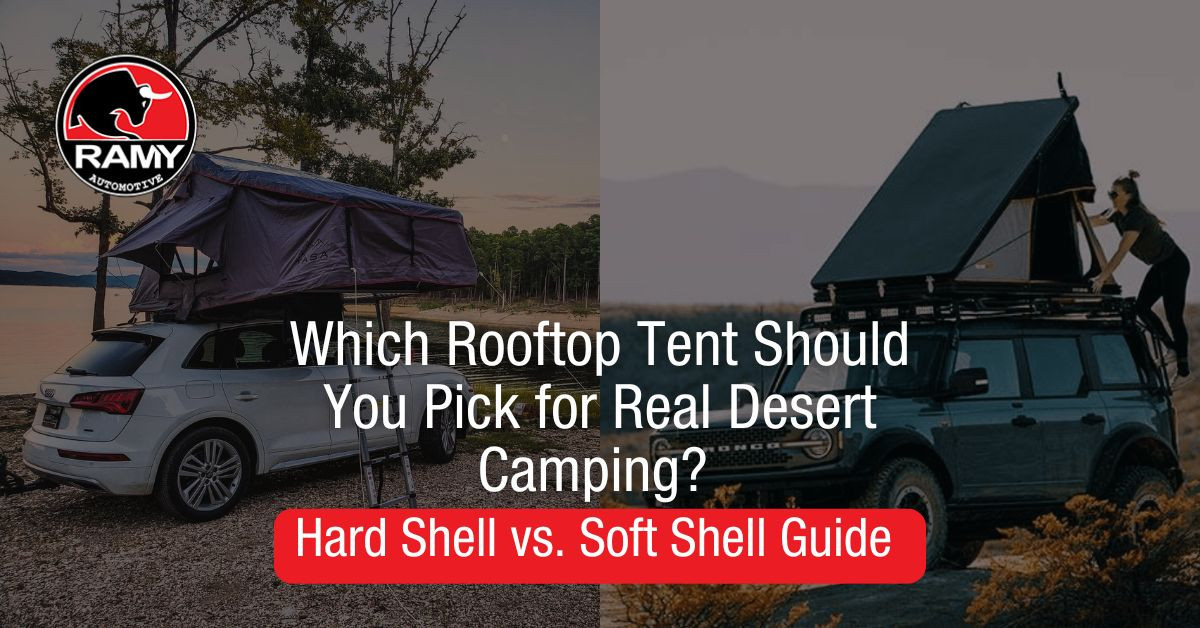 RAMY
AUTOMOTIVE
Which Rooftop Tent Should
You Pick for Real Desert
Camping?
Hard Shell vs. Soft Shell Guide